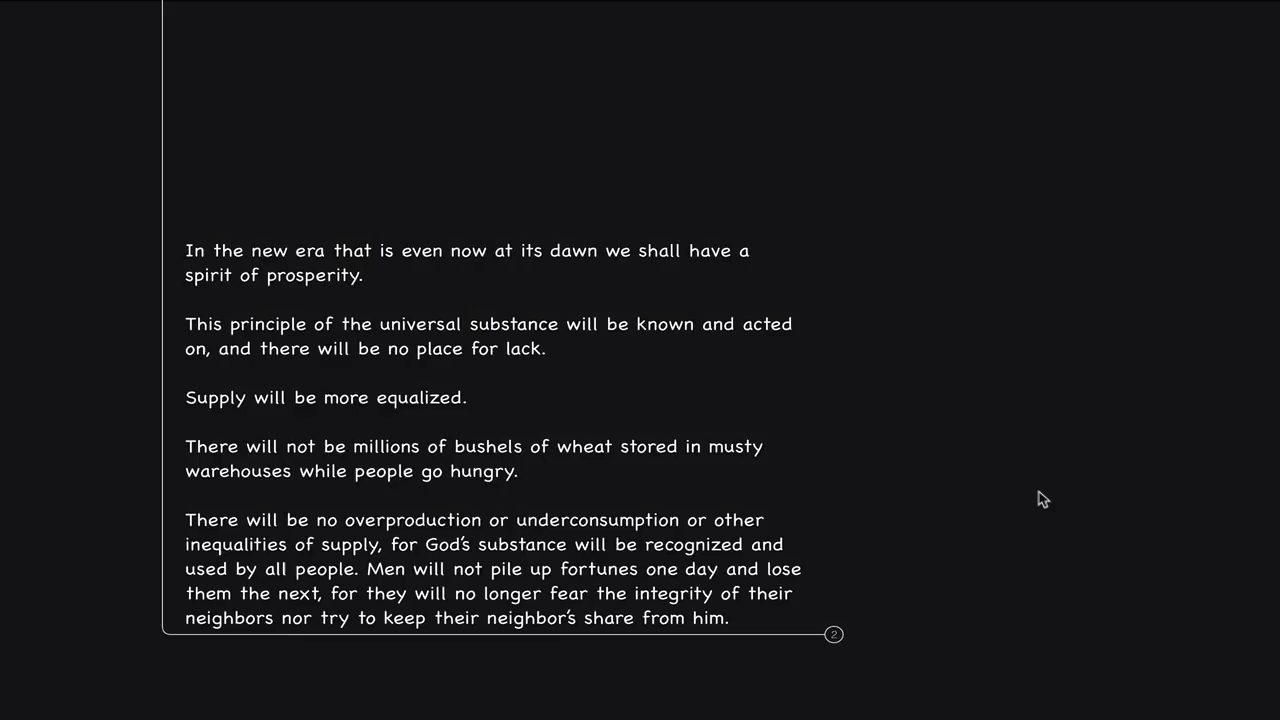 In the new era that is even now at its dawn we shall have a
spirit of prosperity.
This principle of the universal substance will be known and acted
on, and there will be no place for lack.
Supply will be more equalized.
There will not be millions of bushels of wheat stored in musty
warehouses while people go hungry.
There will be no overproduction or underconsumption or other
inequalities of supply, for God's substance will be recognized and
used by all people. Men will not pile up fortunes one day and lose
them the next, for they will no longer fear the integrity of their
neighbors nor try to keep their neighbor's share from him.
2